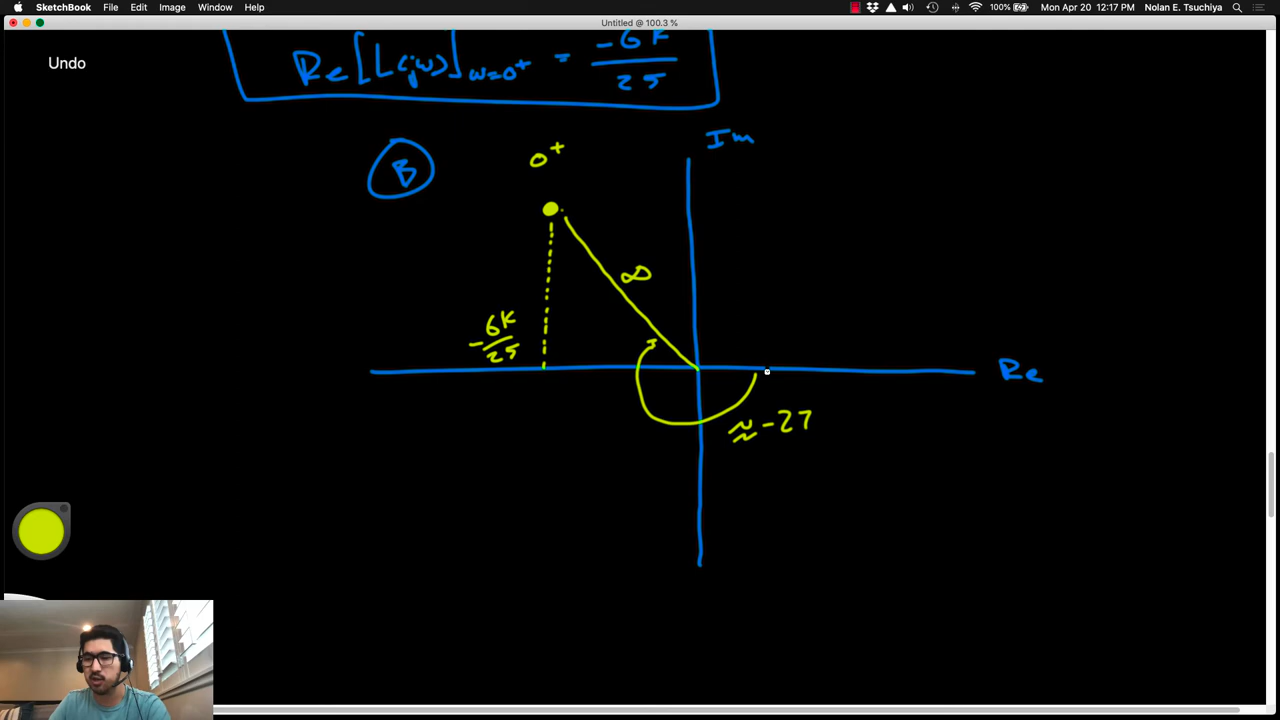 SketchBook File Edit Image Window Help 100% Mon Apr 20 12:17 PM Nolan E. Tsuchiya
Untitled @ 100.3 %
Undo
Re[L(jw)]w=0+ = -6K/25
B
Im
0+
∞
-6K/25
Re
≈ -27